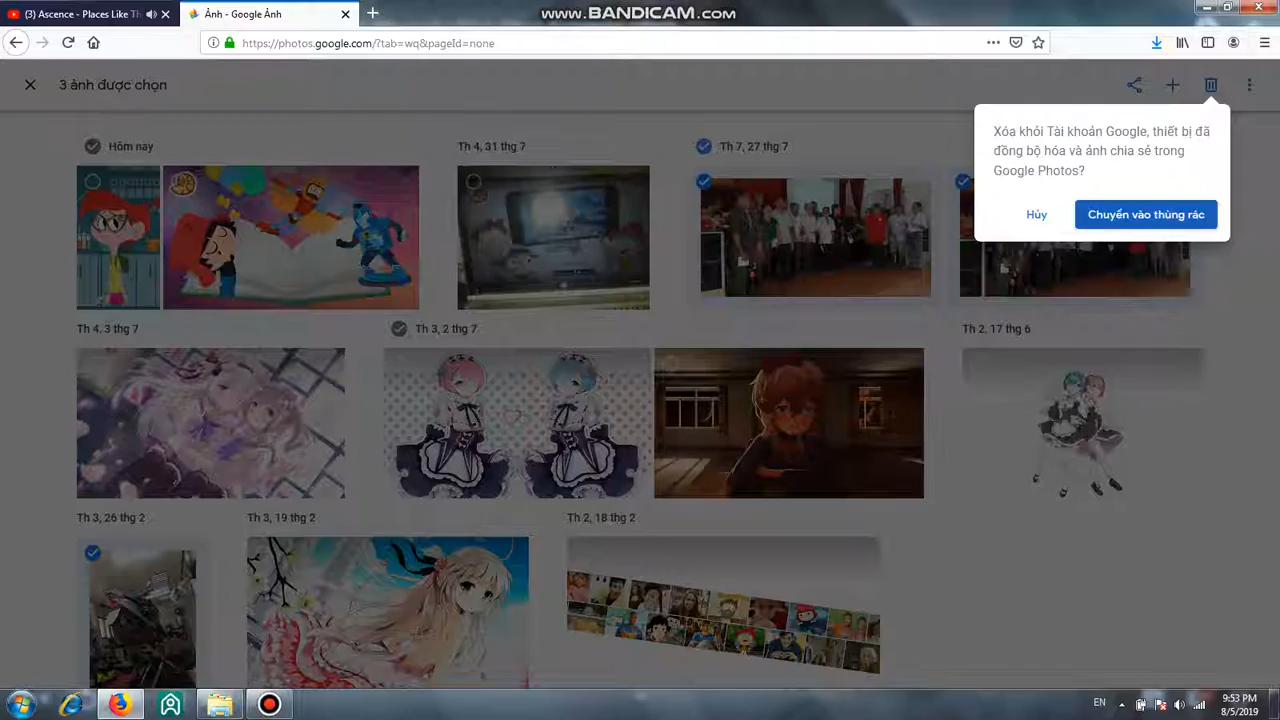 (3) Ascence - Places Like Th
Ảnh - Google Ảnh
www.BANDICAM.com
https://photos.google.com/?tab=wq&pageId=none
3 ảnh được chọn
Xóa khỏi Tài khoản Google, thiết bị đã
đồng bộ hóa và ảnh chia sẻ trong
Google Photos?
Hủy
Chuyển vào thùng rác
Hôm nay
Th 4, 31 thg 7
Th 7, 27 thg 7
Th 4, 3 thg 7
Th 3, 2 thg 7
Th 2, 17 thg 6
Th 3, 26 thg 2
Th 3, 19 thg 2
Th 2, 18 thg 2
EN
9:53 PM
8/5/2019